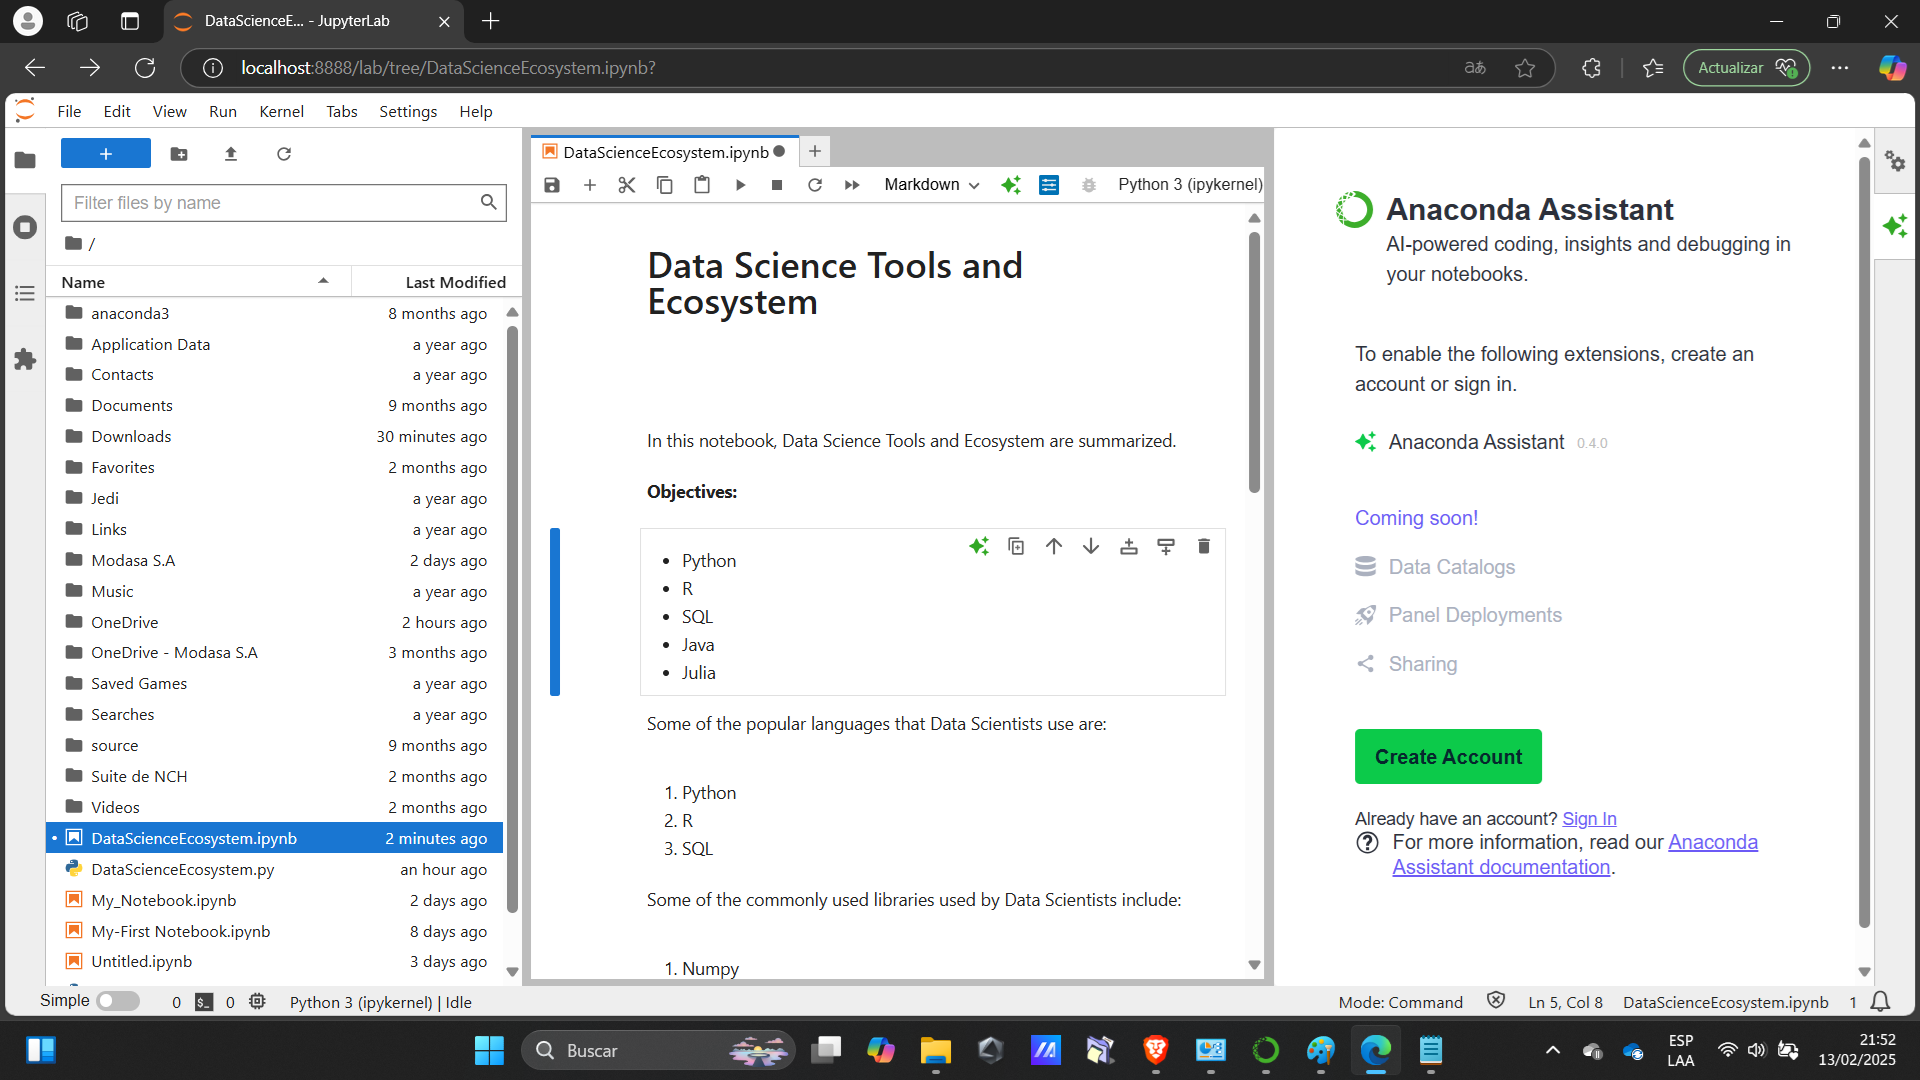 DataScienceE... - JupyterLab
localhost:8888/lab/tree/DataScienceEcosystem.ipynb?
Actualizar
File Edit View Run Kernel Tabs Settings Help
Filter files by name
/
Name Last Modified
anaconda3 8 months ago
Application Data a year ago
Contacts a year ago
Documents 9 months ago
Downloads 30 minutes ago
Favorites 2 months ago
Jedi a year ago
Links a year ago
Modasa S.A 2 days ago
Music a year ago
OneDrive 2 hours ago
OneDrive - Modasa S.A 3 months ago
Saved Games a year ago
Searches a year ago
source 9 months ago
Suite de NCH 2 months ago
Videos 2 months ago
DataScienceEcosystem.ipynb 2 minutes ago
DataScienceEcosystem.py an hour ago
My_Notebook.ipynb 2 days ago
My-First Notebook.ipynb 8 days ago
Untitled.ipynb 3 days ago
DataScienceEcosystem.ipynb
Markdown
Python 3 (ipykernel)
Data Science Tools and
Ecosystem
In this notebook, Data Science Tools and Ecosystem are summarized.
Objectives:
• Python
• R
• SQL
• Java
• Julia
Some of the popular languages that Data Scientists use are:
1. Python
2. R
3. SQL
Some of the commonly used libraries used by Data Scientists include:
1. Numpy
Anaconda Assistant
AI-powered coding, insights and debugging in
your notebooks.
To enable the following extensions, create an
account or sign in.
Anaconda Assistant 0.4.0
Coming soon!
Data Catalogs
Panel Deployments
Sharing
Create Account
Already have an account? Sign In
For more information, read our Anaconda
Assistant documentation.
Simple 0 0 Python 3 (ipykernel) | Idle
Mode: Command Ln 5, Col 8 DataScienceEcosystem.ipynb 1
Buscar
ESP
LAA
21:52
13/02/2025